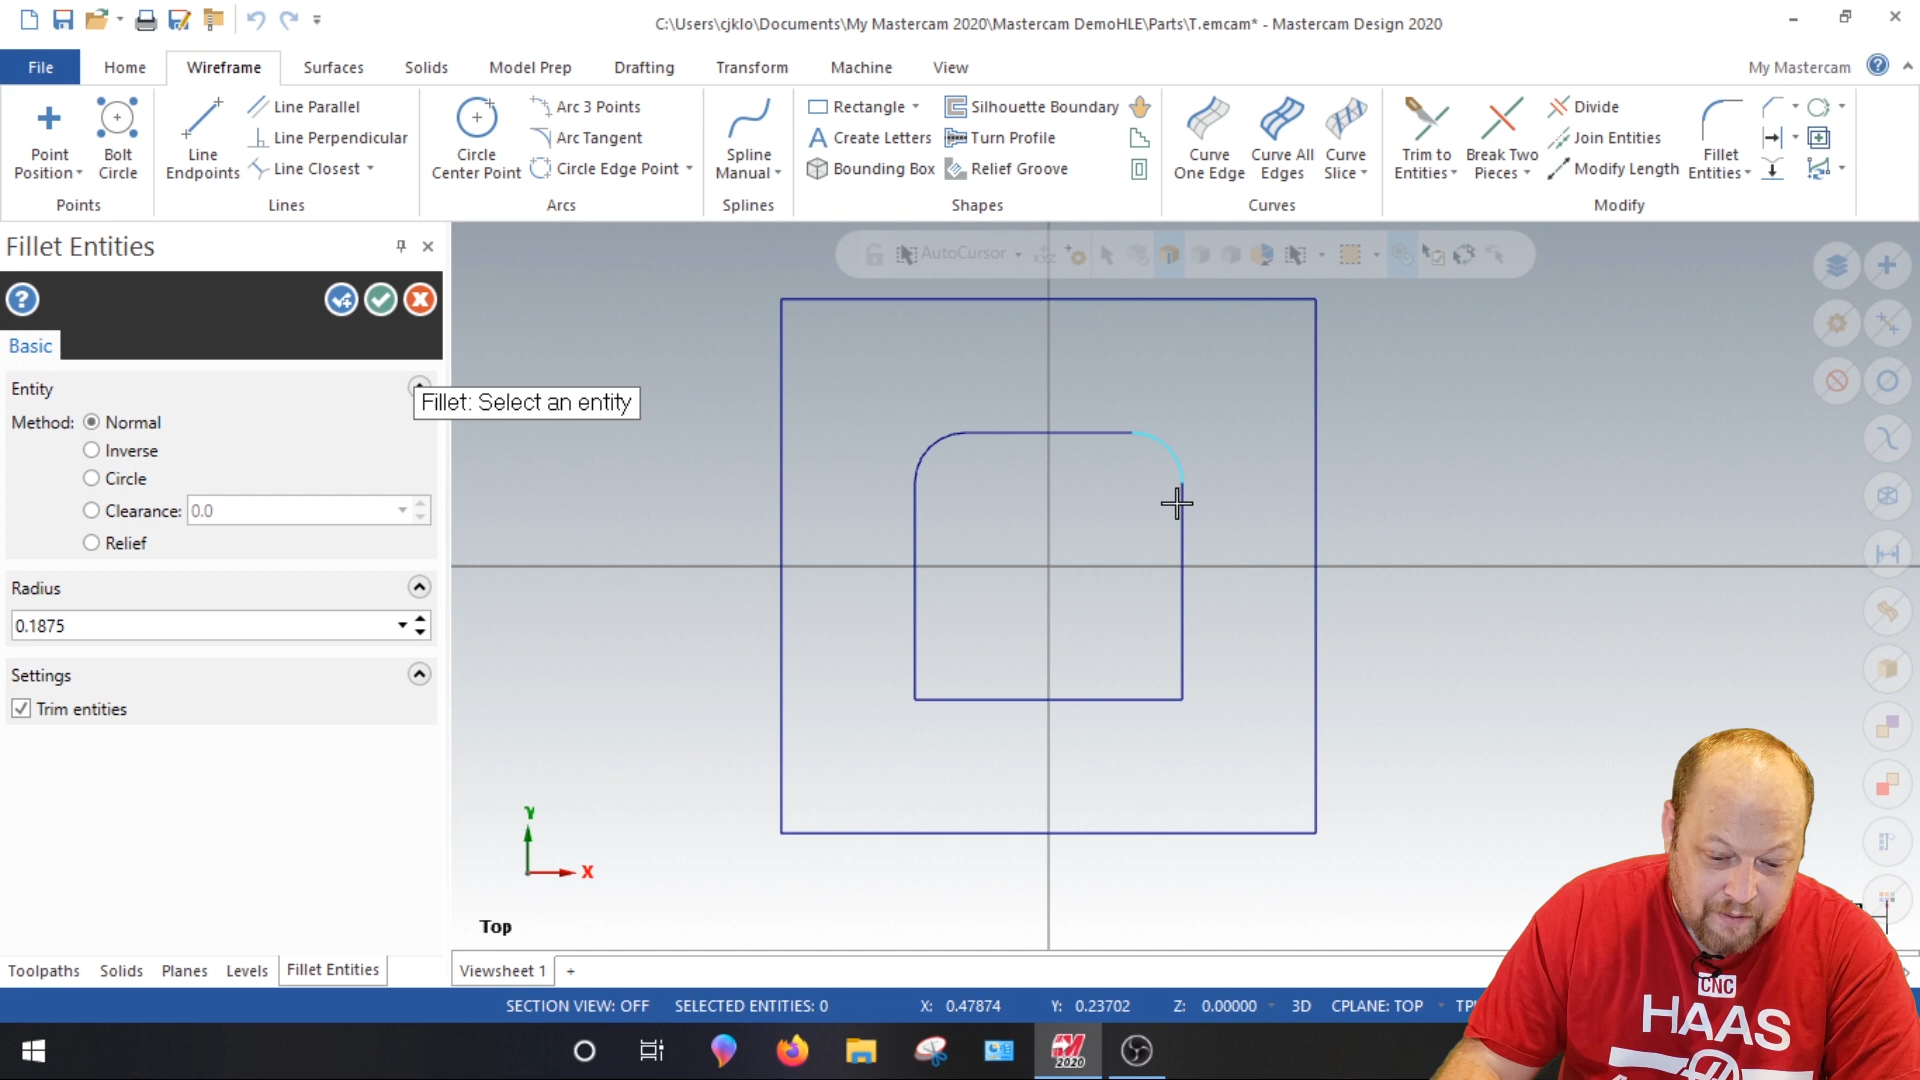 C:\Users\cjklo\Documents\My Mastercam 2020\Mastercam DemoHLE\Parts\T.emcam* - Mastercam Design 2020
File
Home
Wireframe
Surfaces
Solids
Model Prep
Drafting
Transform
Machine
View
My Mastercam
Point Position
Bolt Circle
Points
Line Endpoints
Line Parallel
Line Perpendicular
Line Closest
Lines
Circle Center Point
Arc 3 Points
Arc Tangent
Circle Edge Point
Arcs
Spline Manual
Splines
Rectangle
Create Letters
Bounding Box
Silhouette Boundary
Turn Profile
Relief Groove
Shapes
Curve One Edge
Curve All Edges
Curve Slice
Curves
Trim to Entities
Break Two Pieces
Divide
Join Entities
Modify Length
Fillet Entities
Modify
Fillet Entities
Basic
Entity
Fillet: Select an entity
Method:
Normal
Inverse
Circle
Clearance:
0.0
Relief
Radius
0.1875
Settings
Trim entities
AutoCursor
Y
X
Top
Toolpaths
Solids
Planes
Levels
Fillet Entities
Viewsheet 1
+
SECTION VIEW: OFF
SELECTED ENTITIES: 0
X: 0.47874
Y: 0.23702
Z: 0.00000
3D
CPLANE: TOP
2020
CNC
HAAS